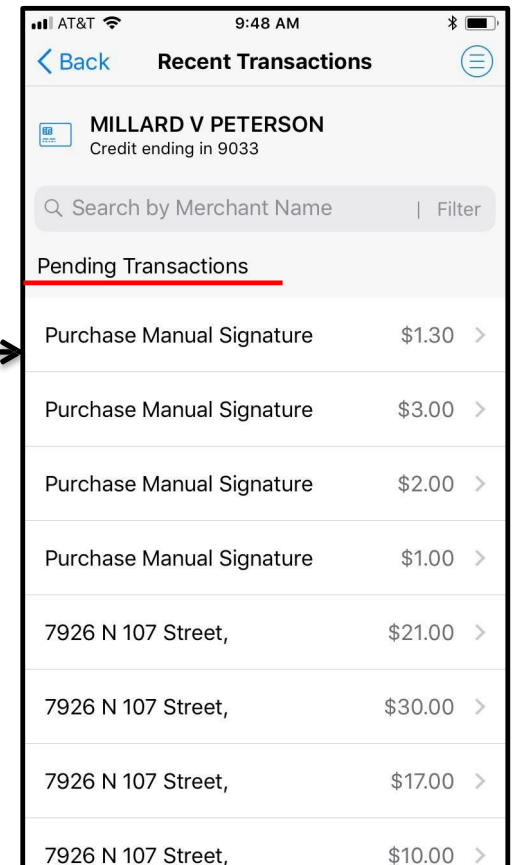 AT&T 9:48 AM
Back Recent Transactions
MILLARD V PETERSON
Credit ending in 9033
Search by Merchant Name | Filter
Pending Transactions
Purchase Manual Signature $1.30
Purchase Manual Signature $3.00
Purchase Manual Signature $2.00
Purchase Manual Signature $1.00
7926 N 107 Street, $21.00
7926 N 107 Street, $30.00
7926 N 107 Street, $17.00
7926 N 107 Street, $10.00